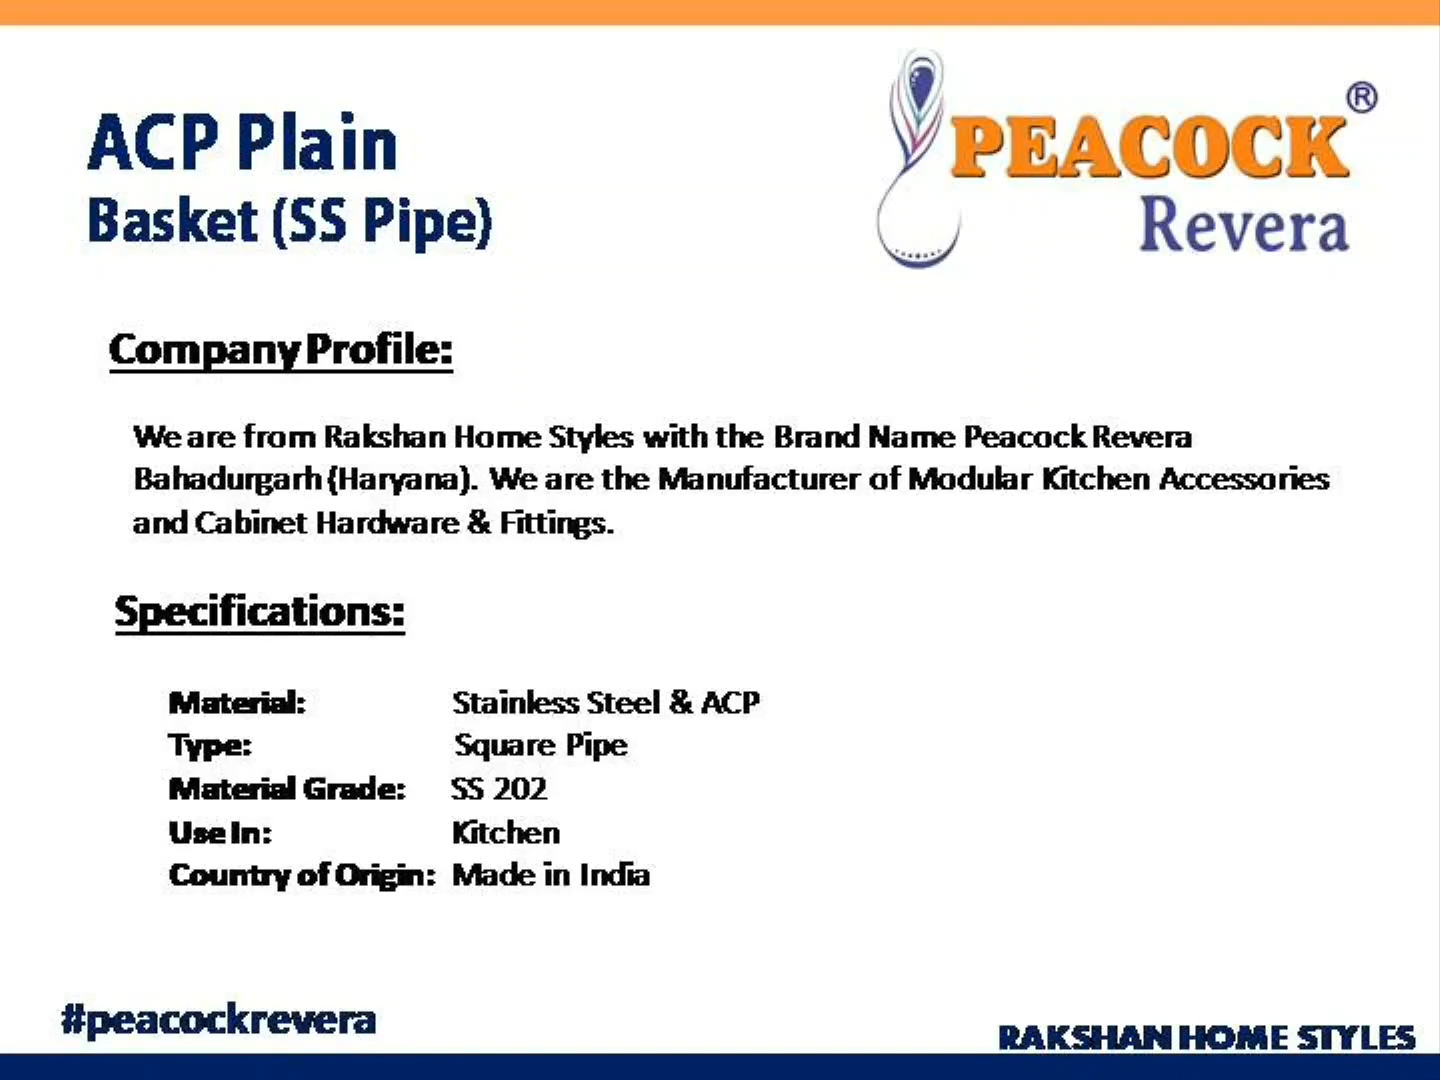 ACP Plain
Basket (SS Pipe)
PEACOCK®
Revera
Company Profile:
We are from Rakshan Home Styles with the Brand Name Peacock Revera
Bahadurgarh (Haryana). We are the Manufacturer of Modular Kitchen Accessories
and Cabinet Hardware & Fittings.
Specifications:
Material: Stainless Steel & ACP
Type: Square Pipe
Material Grade: SS 202
Use In: Kitchen
Country of Origin: Made in India
#peacockrevera
RAKSHAN HOME STYLES